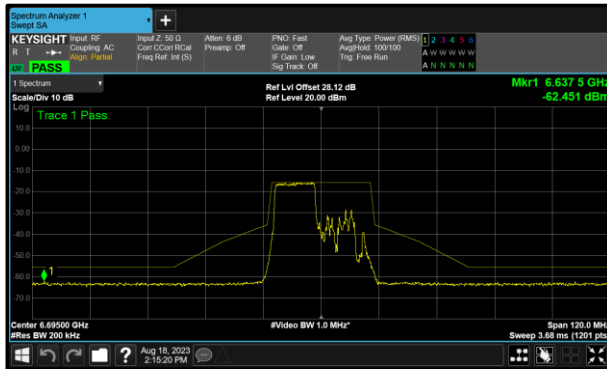 Spectrum Analyzer 1
Swept SA
KEYSIGHT Input: RF Input Z: 50 Ω Atten: 6 dB PNO: Fast Avg Type: Power (RMS) 1 2 3 4 5 6
R T Coupling: AC Corr CCorr RCal Preamp: Off Gate: Off Avg|Hold: 100/100 A W W W W W
Align: Partial Freq Ref: Int (S) IF Gain: Low Trig: Free Run
PASS Sig Track: Off A N N N N N
1 Spectrum Ref Lvl Offset 28.12 dB Mkr1 6.637 5 GHz
Scale/Div 10 dB Ref Level 20.00 dBm -62.451 dBm
Log Trace 1 Pass
10.0
0.00
-10.0
-20.0
-30.0
-40.0
-50.0
1
-60.0
-70.0
Center 6.69500 GHz #Video BW 1.0 MHz* Span 120.0 MHz
#Res BW 200 kHz Sweep 3.68 ms (1201 pts)
? Aug 18, 2023
2:15:20 PM